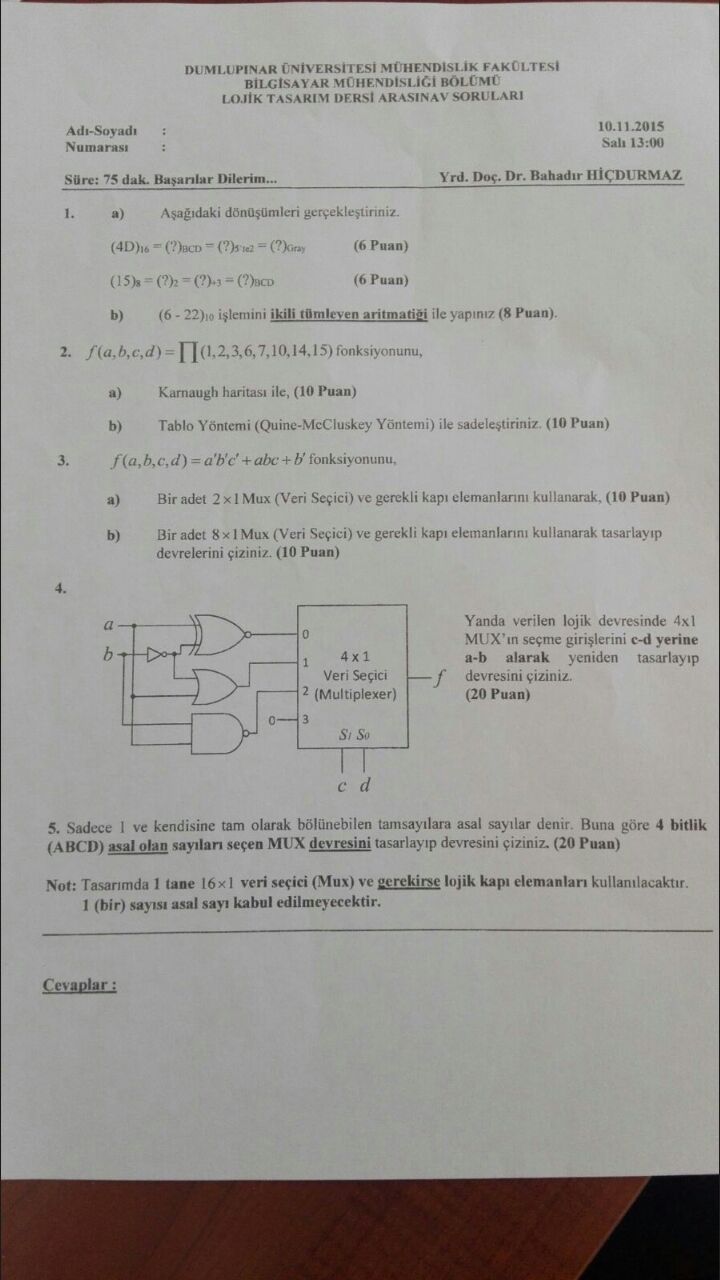 DUMLUPINAR ÜNİVERSİTESİ MÜHENDİSLİK FAKÜLTESİ
BİLGİSAYAR MÜHENDİSLİĞİ BÖLÜMÜ
LOJİK TASARIM DERSİ ARASINAV SORULARI
Adı-Soyadı : 10.11.2015
Numarası : Salı 13:00
Süre: 75 dak. Başarılar Dilerim... Yrd. Doç. Dr. Bahadır HİÇDURMAZ
1. a) Aşağıdaki dönüşümleri gerçekleştiriniz.
(4D)₁₆ = (?)BCD = (?)5'te2 = (?)Gray (6 Puan)
(15)₈ = (?)₂ = (?)₊₃ = (?)BCD (6 Puan)
b) (6 - 22)₁₀ işlemini ikili tümleyen aritmatiği ile yapınız (8 Puan).
2. f(a,b,c,d) = ∏(1,2,3,6,7,10,14,15) fonksiyonunu,
a) Karnaugh haritası ile, (10 Puan)
b) Tablo Yöntemi (Quine-McCluskey Yöntemi) ile sadeleştiriniz. (10 Puan)
3. f(a,b,c,d) = a'b'c' + abc + b' fonksiyonunu,
a) Bir adet 2×1 Mux (Veri Seçici) ve gerekli kapı elemanlarını kullanarak, (10 Puan)
b) Bir adet 8×1 Mux (Veri Seçici) ve gerekli kapı elemanlarını kullanarak tasarlayıp
devrelerini çiziniz. (10 Puan)
4.
a
b
0
1
2
0 3
4 x 1
Veri Seçici
(Multiplexer)
S₁ S₀
c d
f
Yanda verilen lojik devresinde 4x1
MUX'ın seçme girişlerini c-d yerine
a-b alarak yeniden tasarlayıp
devresini çiziniz.
(20 Puan)
5. Sadece 1 ve kendisine tam olarak bölünebilen tamsayılara asal sayılar denir. Buna göre 4 bitlik
(ABCD) asal olan sayıları seçen MUX devresini tasarlayıp devresini çiziniz. (20 Puan)
Not: Tasarımda 1 tane 16×1 veri seçici (Mux) ve gerekirse lojik kapı elemanları kullanılacaktır.
1 (bir) sayısı asal sayı kabul edilmeyecektir.
Cevaplar :